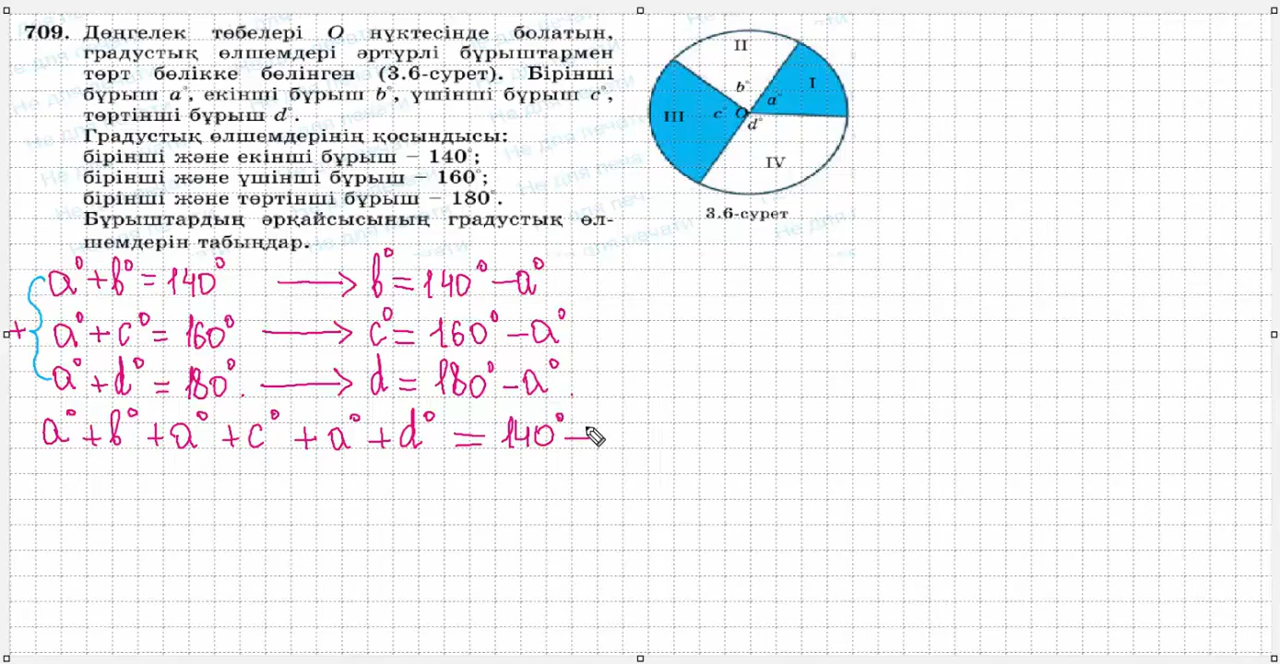 709. Дөңгелек төбелері O нүктесінде болатын,
градустық өлшемдері әртүрлі бұрыштармен
төрт бөлікке бөлінген (3.6-сурет). Бірінші
бұрыш a°, екінші бұрыш b°, үшінші бұрыш c°,
төртінші бұрыш d°.
Градустық өлшемдерінің қосындысы:
бірінші және екінші бұрыш – 140°;
бірінші және үшінші бұрыш – 160°;
бірінші және төртінші бұрыш – 180°.
Бұрыштардың әрқайсысының градустық өл-
шемдерін табыңдар.
II
I
b°
a°
III
c°
O
d°
IV
3.6-сурет
a° + b° = 140° → b° = 140° – a°
+
a° + c° = 160° → c° = 160° – a°
a° + d° = 180°. → d = 180° – a°.
a° + b° + a° + c° + a° + d° = 140° –